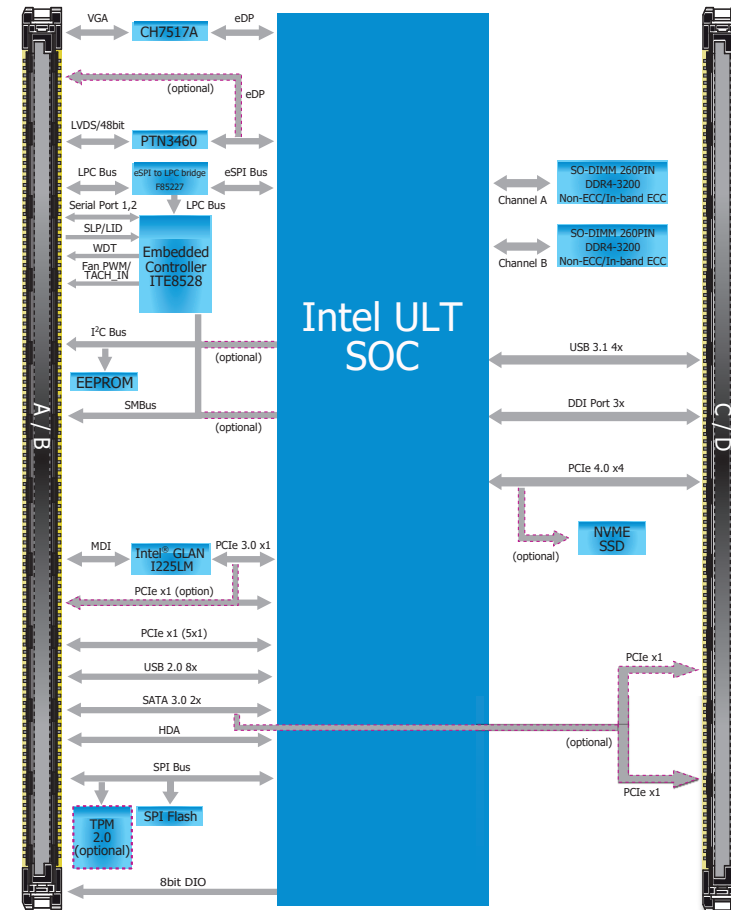 VGA
CH7517A
eDP
(optional)
eDP
LVDS/48bit
PTN3460
LPC Bus
eSPI to LPC bridge
F85227
eSPI Bus
Serial Port 1,2
LPC Bus
SLP/LID
WDT
Fan PWM/
TACH_IN
Embedded
Controller
ITE8528
I²C Bus
(optional)
EEPROM
SMBus
(optional)
A / B
MDI
Intel® GLAN
I225LM
PCIe 3.0 x1
PCIe x1 (option)
PCIe x1 (5x1)
USB 2.0 8x
SATA 3.0 2x
HDA
SPI Bus
TPM
2.0
(optional)
SPI Flash
8bit DIO
Intel ULT
SOC
Channel A
SO-DIMM 260PIN
DDR4-3200
Non-ECC/In-band ECC
Channel B
SO-DIMM 260PIN
DDR4-3200
Non-ECC/In-band ECC
USB 3.1 4x
DDI Port 3x
PCIe 4.0 x4
(optional)
NVME
SSD
PCIe x1
(optional)
PCIe x1
C / D